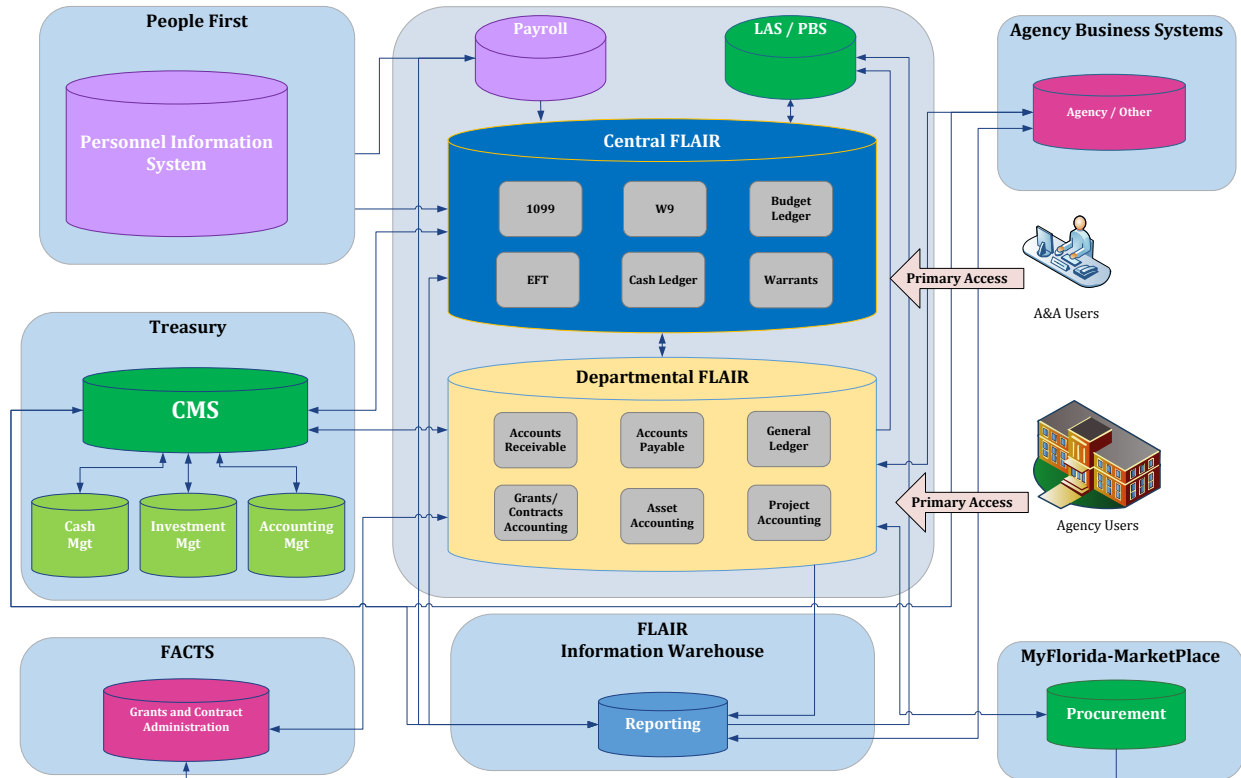 People First
Personnel Information
System
Payroll
LAS / PBS
Agency Business Systems
Agency / Other
Central FLAIR
1099
W9
Budget
Ledger
EFT
Cash Ledger
Warrants
Primary Access
A&A Users
Treasury
CMS
Cash
Mgt
Investment
Mgt
Accounting
Mgt
Departmental FLAIR
Accounts
Receivable
Accounts
Payable
General
Ledger
Grants/
Contracts
Accounting
Asset
Accounting
Project
Accounting
Primary Access
Agency Users
FACTS
Grants and Contract
Administration
FLAIR
Information Warehouse
Reporting
MyFlorida-MarketPlace
Procurement